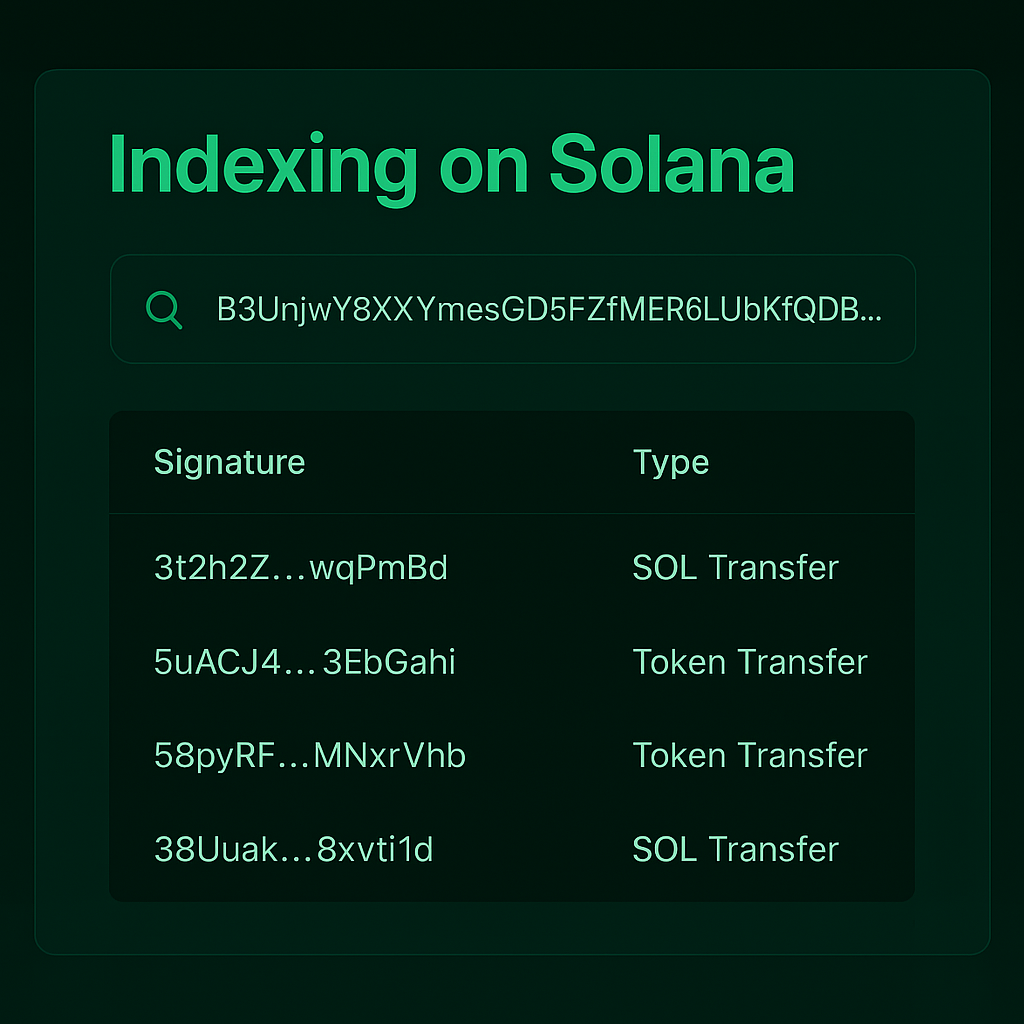 Indexing on Solana
B3UnjwY8XXYmesGD5FZfMER6LUbKfQDB...
Signature Type
3t2h2Z...wqPmBd SOL Transfer
5uACJ4...3EbGahi Token Transfer
58pyRF...MNxrVhb Token Transfer
38Uuak...8xvti1d SOL Transfer